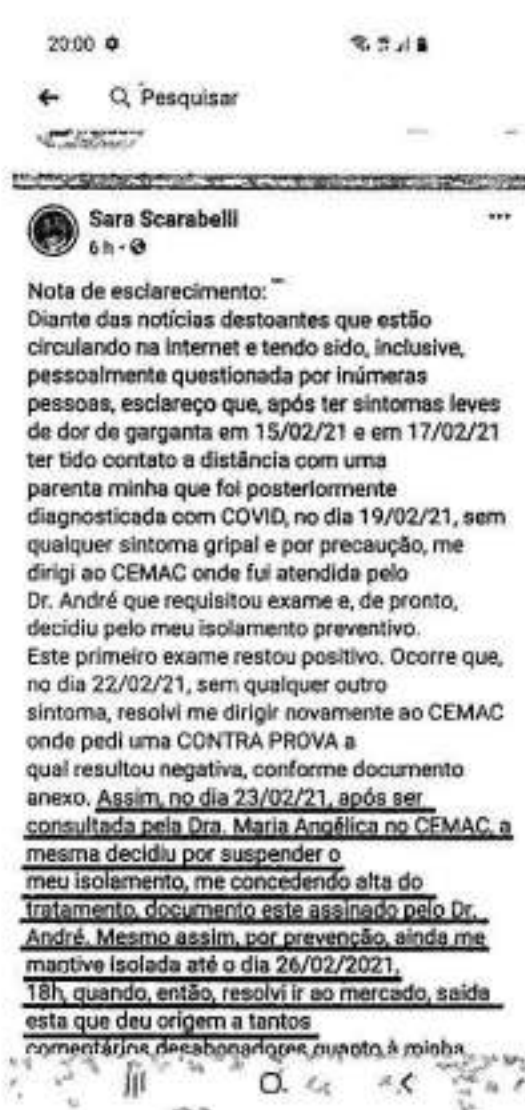 20:00
Pesquisar
Sara Scarabelli
6 h
Nota de esclarecimento:
Diante das notícias destoantes que estão
circulando na internet e tendo sido, inclusive,
pessoalmente questionada por inúmeras
pessoas, esclareço que, após ter sintomas leves
de dor de garganta em 15/02/21 e em 17/02/21
ter tido contato a distância com uma
parenta minha que foi posteriormente
diagnosticada com COVID, no dia 19/02/21, sem
qualquer sintoma gripal e por precaução, me
dirigi ao CEMAC onde fui atendida pelo
Dr. André que requisitou exame e, de pronto,
decidiu pelo meu isolamento preventivo.
Este primeiro exame restou positivo. Ocorre que,
no dia 22/02/21, sem qualquer outro
sintoma, resolvi me dirigir novamente ao CEMAC
onde pedi uma CONTRA PROVA a
qual resultou negativa, conforme documento
anexo. Assim, no dia 23/02/21, após ser
consultada pela Dra. Maria Angélica no CEMAC, a
mesma decidiu por suspender o
meu isolamento, me concedendo alta do
tratamento, documento este assinado pelo Dr.
André. Mesmo assim, por prevenção, ainda me
mantive isolada até o dia 26/02/2021,
18h, quando, então, resolvi ir ao mercado, saída
esta que deu origem a tantos
comentários desabonadores quanto à minha